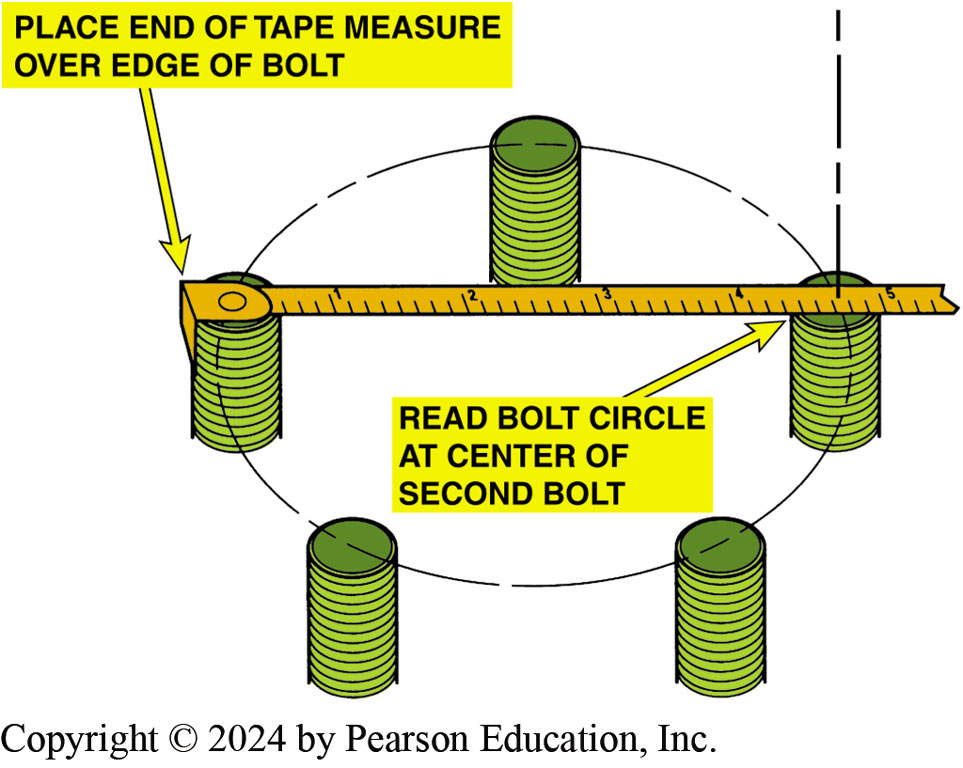 PLACE END OF TAPE MEASURE
OVER EDGE OF BOLT
1 2 3 4 5
READ BOLT CIRCLE
AT CENTER OF
SECOND BOLT
Copyright © 2024 by Pearson Education, Inc.